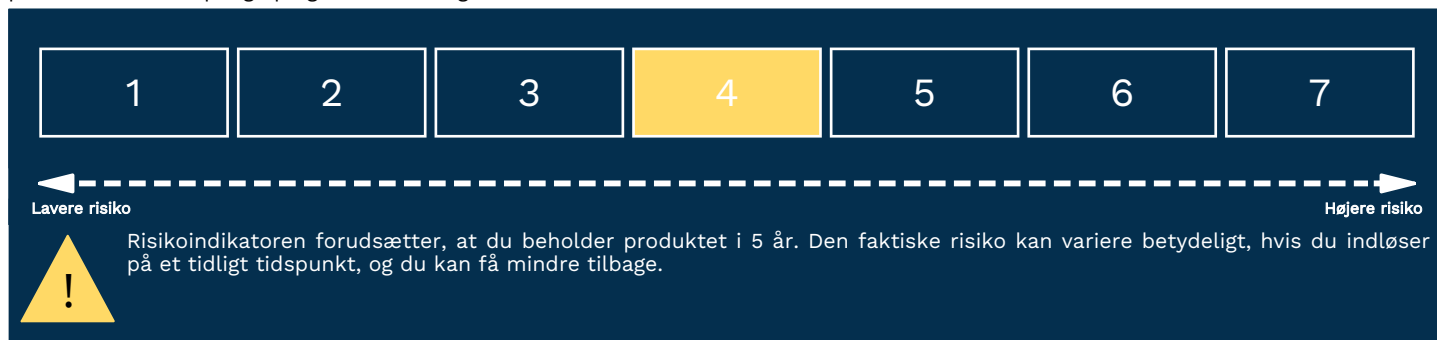 1 2 3 4 5 6 7
Lavere risiko Højere risiko
Risikoindikatoren forudsætter, at du beholder produktet i 5 år. Den faktiske risiko kan variere betydeligt, hvis du indløser
på et tidligt tidspunkt, og du kan få mindre tilbage.
!